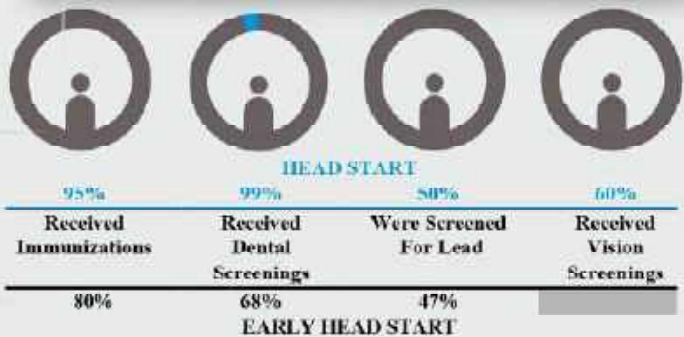 HEAD START
95% 99% 50% 60%
Received Received Were Screened Received
Immunizations Dental For Lead Vision
Screenings Screenings
80% 68% 47%
EARLY HEAD START